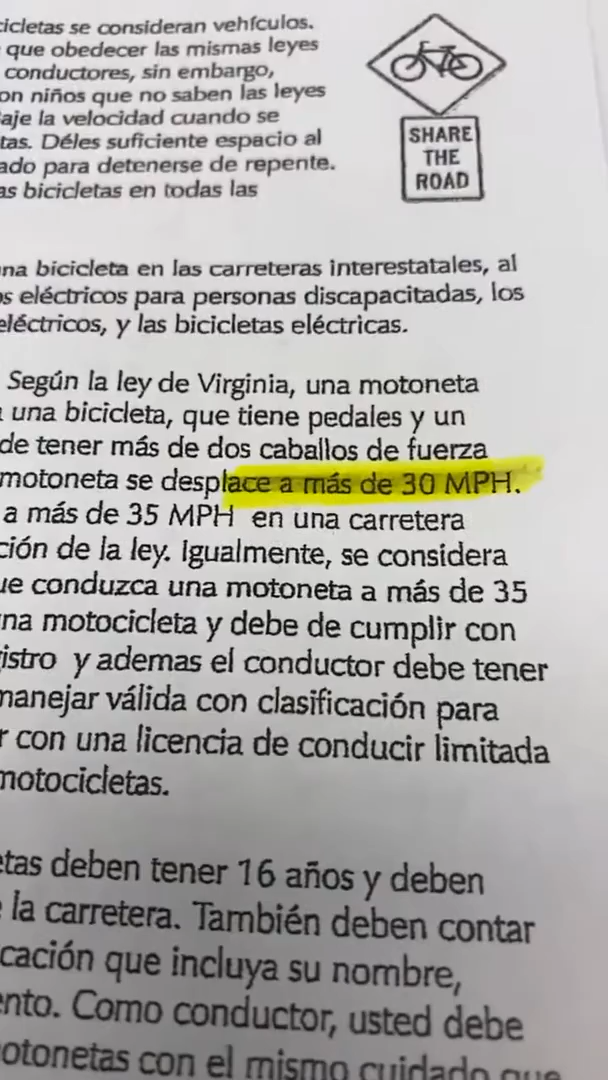 cicletas se consideran vehículos.
que obedecer las mismas leyes
conductores, sin embargo,
on niños que no saben las leyes
aje la velocidad cuando se
tas. Déles suficiente espacio al
ado para detenerse de repente.
as bicicletas en todas las
SHARE
THE
ROAD
una bicicleta en las carreteras interestatales, al
os eléctricos para personas discapacitadas, los
eléctricos, y las bicicletas eléctricas.
Según la ley de Virginia, una motoneta
una bicicleta, que tiene pedales y un
de tener más de dos caballos de fuerza
motoneta se desplace a más de 30 MPH.
a más de 35 MPH en una carretera
ción de la ley. Igualmente, se considera
ue conduzca una motoneta a más de 35
una motocicleta y debe de cumplir con
istro y ademas el conductor debe tener
manejar válida con clasificación para
r con una licencia de conducir limitada
motocicletas.
etas deben tener 16 años y deben
la carretera. También deben contar
cación que incluya su nombre,
ento. Como conductor, usted debe
otonetas con el mismo cuidado que